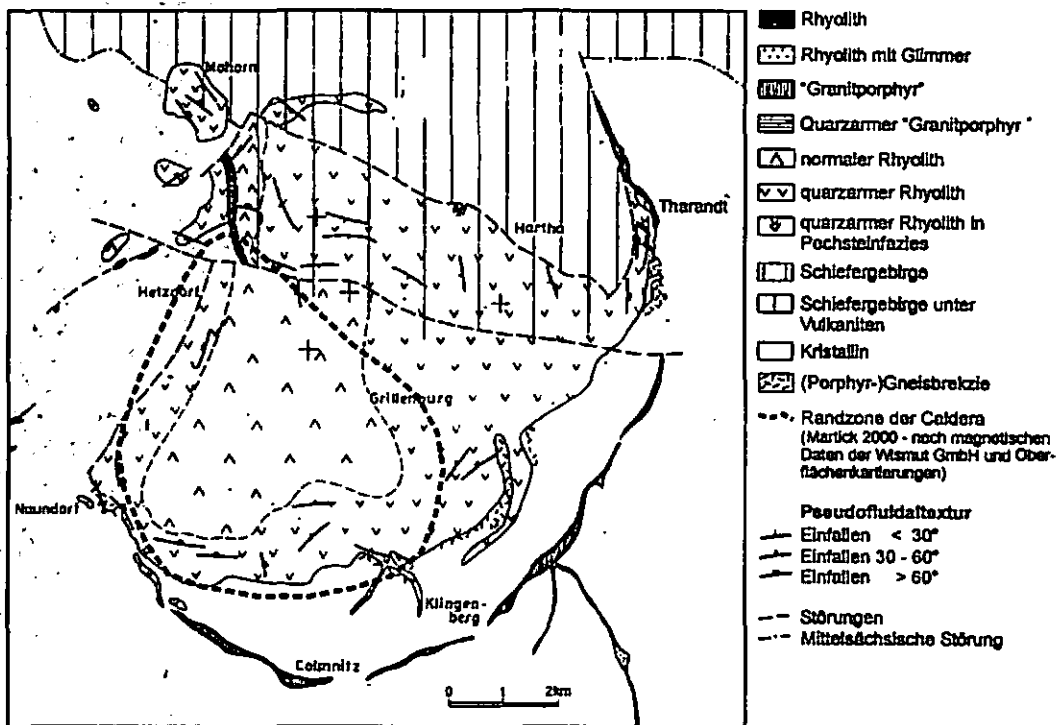 Mohorn
Hartha
Tharandt
Hetzdorf
Grillenburg
Naundorf
Klingen-
berg
Colmnitz
0 1 2km
Rhyolith
Rhyolith mit Glimmer
"Granitporphyr"
Quarzarmer "Granitporphyr "
normaler Rhyolith
quarzarmer Rhyolith
quarzarmer Rhyolith in
Pechsteinfazies
Schiefergebirge
Schiefergebirge unter
Vulkaniten
Kristallin
(Porphyr-)Gneisbrekzie
Randzone der Caldera
(Martick 2000 - nach magnetischen
Daten der Wismut GmbH und Ober-
flächenkartierungen)
Pseudofluidaltextur
Einfallen < 30°
Einfallen 30 - 60°
Einfallen > 60°
Störungen
Mittelsächsische Störung